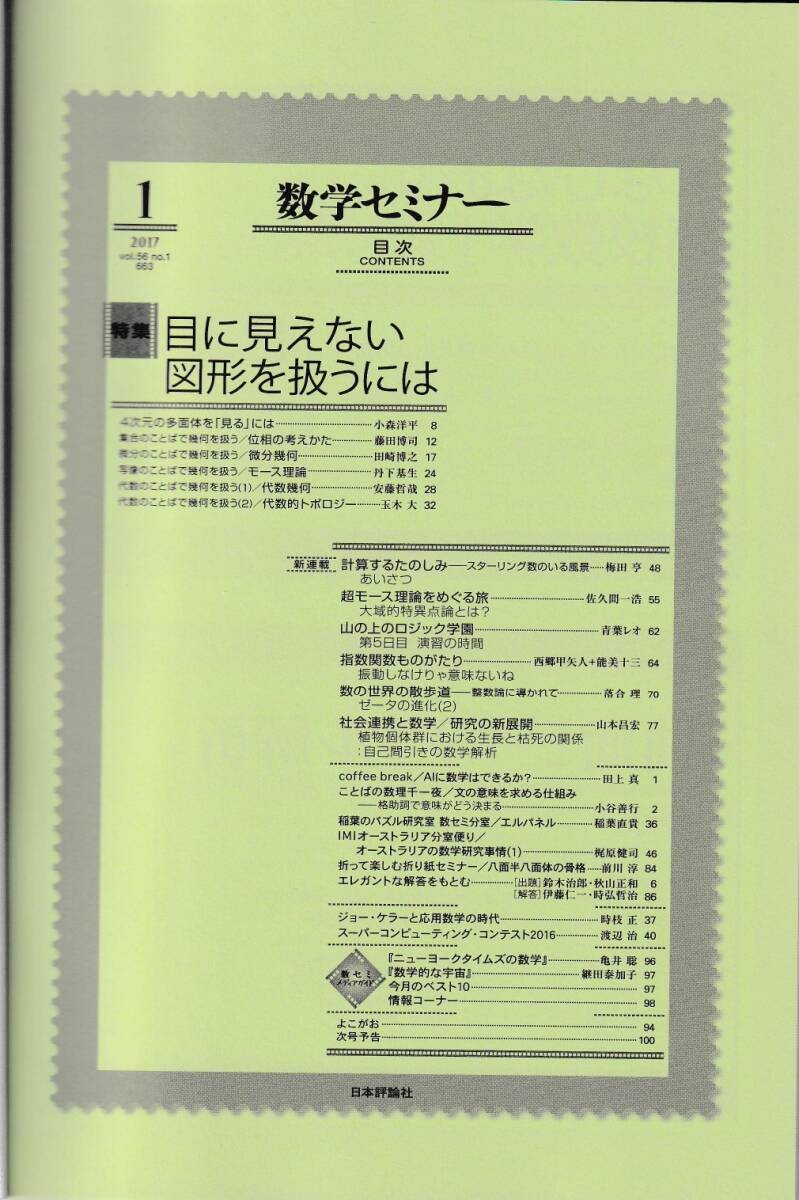 1
2017
vol.56 no.1
663
数学セミナー
目次
CONTENTS
特集
目に見えない
図形を扱うには
4次元の多面体を「見る」には 小森洋平 8
集合のことばで幾何を扱う/位相の考えかた 藤田博司 12
微分のことばで幾何を扱う/微分幾何 田崎博之 17
写像のことばで幾何を扱う/モース理論 丹下基生 24
代数のことばで幾何を扱う(1)/代数幾何 安藤哲哉 28
代数のことばで幾何を扱う(2)/代数的トポロジー 玉木 大 32
新連載 計算するたのしみ——スターリング数のいる風景 梅田 亨 48
あいさつ
超モース理論をめぐる旅 佐久間一浩 55
大域的特異点論とは?
山の上のロジック学園 青葉レオ 62
第5日目 演習の時間
指数関数ものがたり 西郷甲矢人+能美十三 64
振動しなけりゃ意味ないね
数の世界の散歩道——整数論に導かれて 落合 理 70
ゼータの進化(2)
社会連携と数学/研究の新展開 山本昌宏 77
植物個体群における生長と枯死の関係
:自己間引きの数学解析
coffee break/AIに数学はできるか? 田上 真 1
ことばの数理千一夜/文の意味を求める仕組み
——格助詞で意味がどう決まる 小谷善行 2
稲葉のパズル研究室 数セミ分室/エルパネル 稲葉直貴 36
IMIオーストラリア分室便り/
オーストラリアの数学研究事情(1) 梶原健司 46
折って楽しむ折り紙セミナー/八面半八面体の骨格 前川 淳 84
エレガントな解答をもとむ [出題]鈴木治郎・秋山正和 6
[解答]伊藤仁一・時弘哲治 86
ジョー・ケラーと応用数学の時代 時枝 正 37
スーパーコンピューティング・コンテスト2016 渡辺 治 40
数セミ
メディアガイド
『ニューヨークタイムズの数学』 亀井 聡 96
『数学的な宇宙』 継田泰加子 97
今月のベスト10 97
情報コーナー 98
よこがお 94
次号予告 100
日本評論社